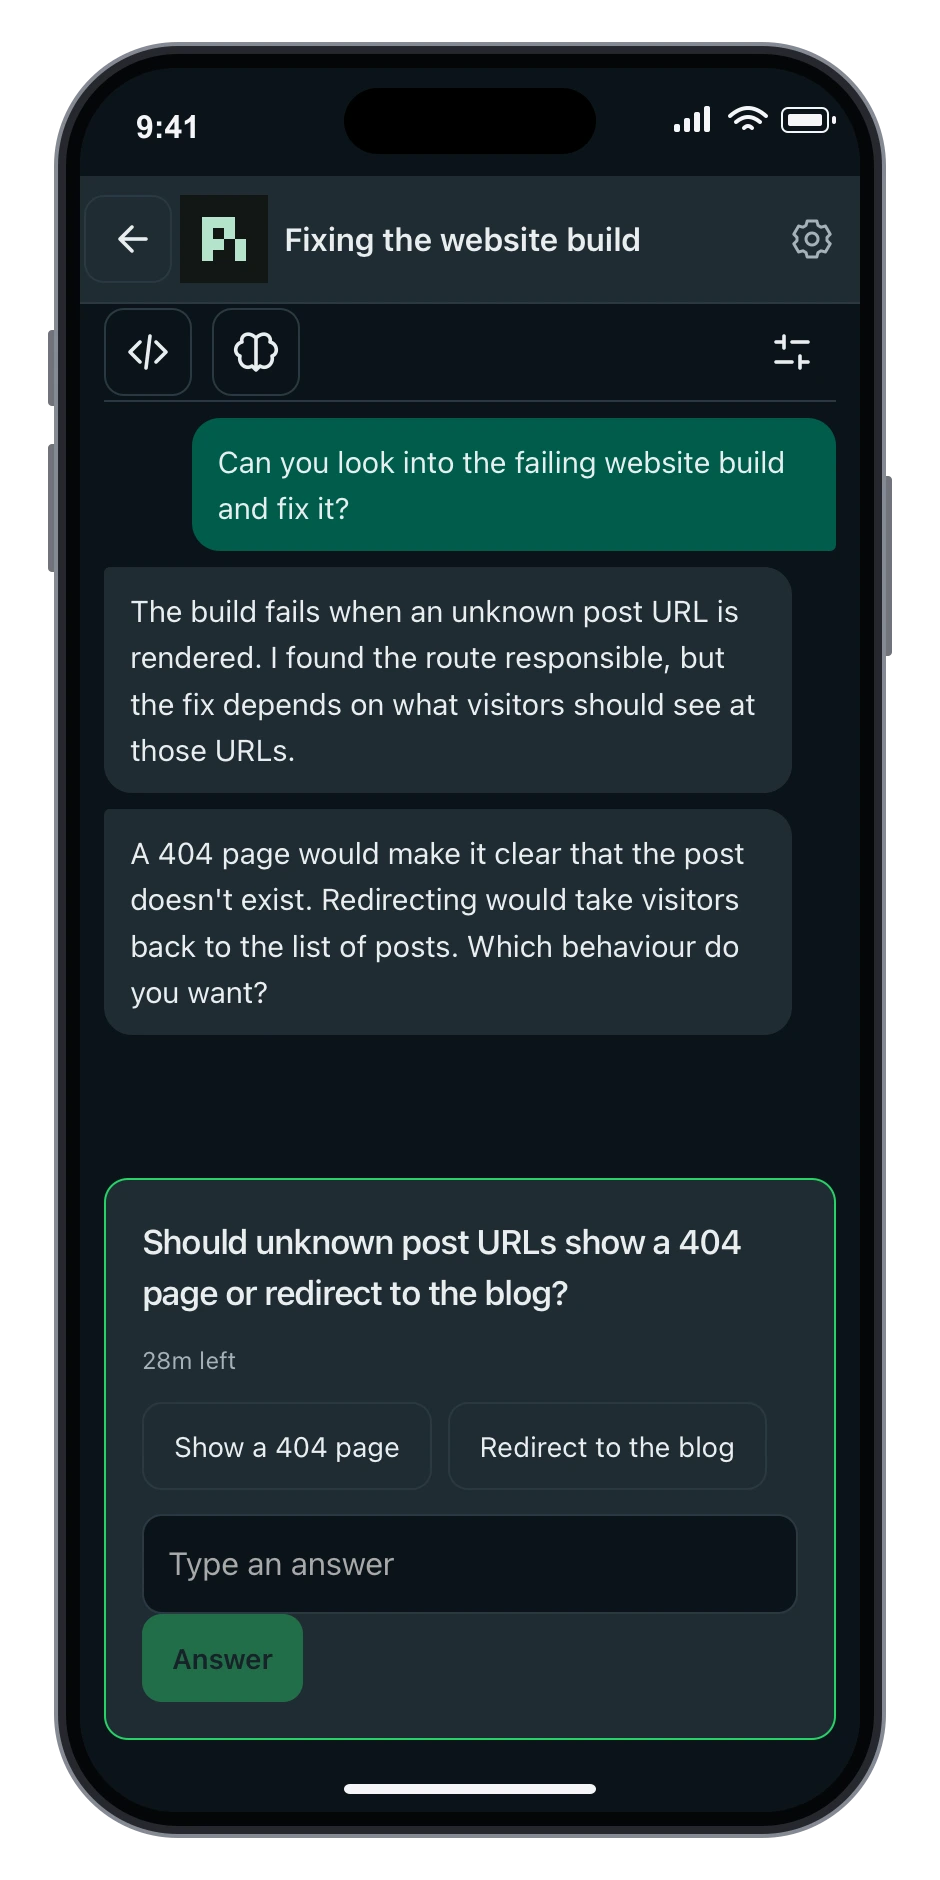 9:41
Fixing the website build
Can you look into the failing website build
and fix it?
The build fails when an unknown post URL is
rendered. I found the route responsible, but
the fix depends on what visitors should see at
those URLs.
A 404 page would make it clear that the post
doesn't exist. Redirecting would take visitors
back to the list of posts. Which behaviour do
you want?
Should unknown post URLs show a 404
page or redirect to the blog?
28m left
Show a 404 page
Redirect to the blog
Type an answer
Answer